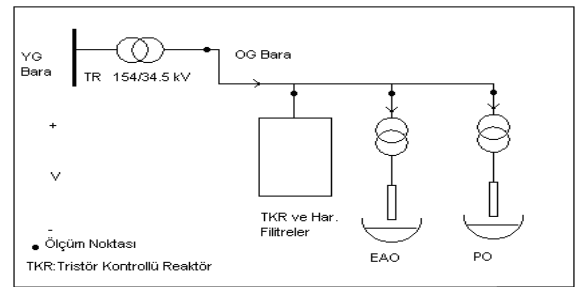 YG
Bara
TR 154/34.5 kV
OG Bara
+
V
-
TKR ve Har.
Filitreler
EAO
PO
Ölçüm Noktası
TKR:Tristör Kontrollü Reaktör